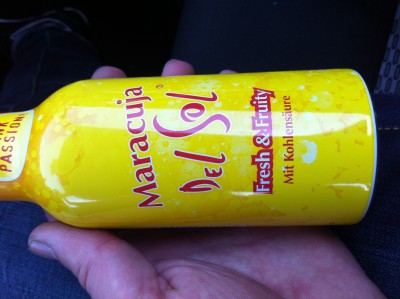 PASSION
Maracuja
DEL SOL
Fresh & Fruity
Mit Kohlensäure